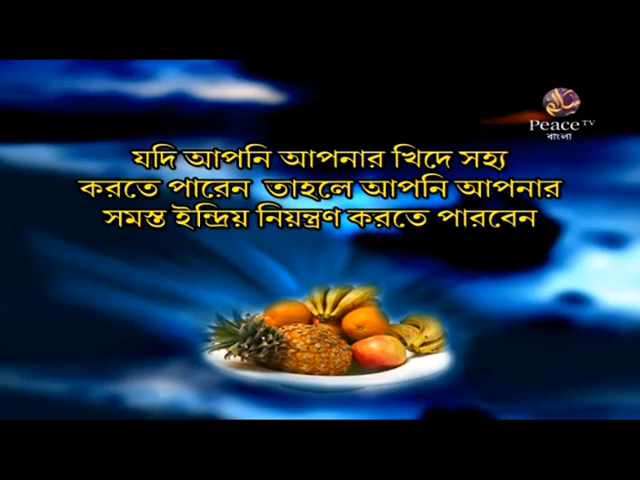 Peace TV
বাংলা
যদি আপনি আপনার খিদে সহ্য
করতে পারেন তাহলে আপনি আপনার
সমস্ত ইন্দ্রিয় নিয়ন্ত্রণ করতে পারবেন